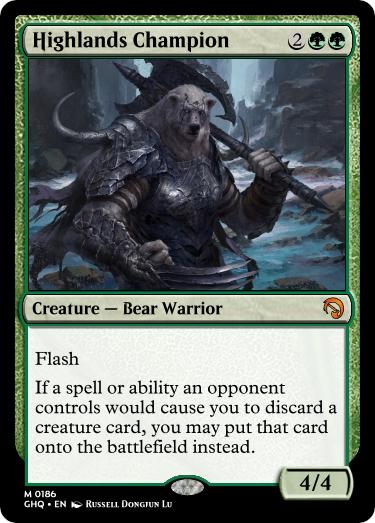 Highlands Champion 2
Creature — Bear Warrior
Flash
If a spell or ability an opponent
controls would cause you to discard a
creature card, you may put that card
onto the battlefield instead.
4/4
M 0186
GHQ • EN Russell Dongjun Lu